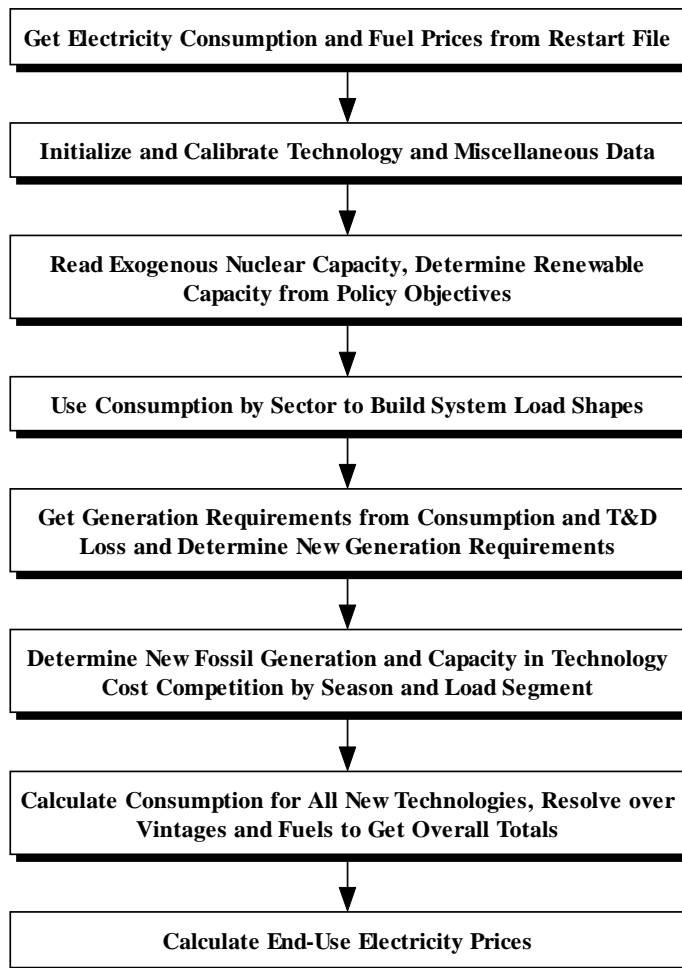 Get Electricity Consumption and Fuel Prices from Restart File
Initialize and Calibrate Technology and Miscellaneous Data
Read Exogenous Nuclear Capacity, Determine Renewable
Capacity from Policy Objectives
Use Consumption by Sector to Build System Load Shapes
Get Generation Requirements from Consumption and T&D
Loss and Determine New Generation Requirements
Determine New Fossil Generation and Capacity in Technology
Cost Competition by Season and Load Segment
Calculate Consumption for All New Technologies, Resolve over
Vintages and Fuels to Get Overall Totals
Calculate End-Use Electricity Prices